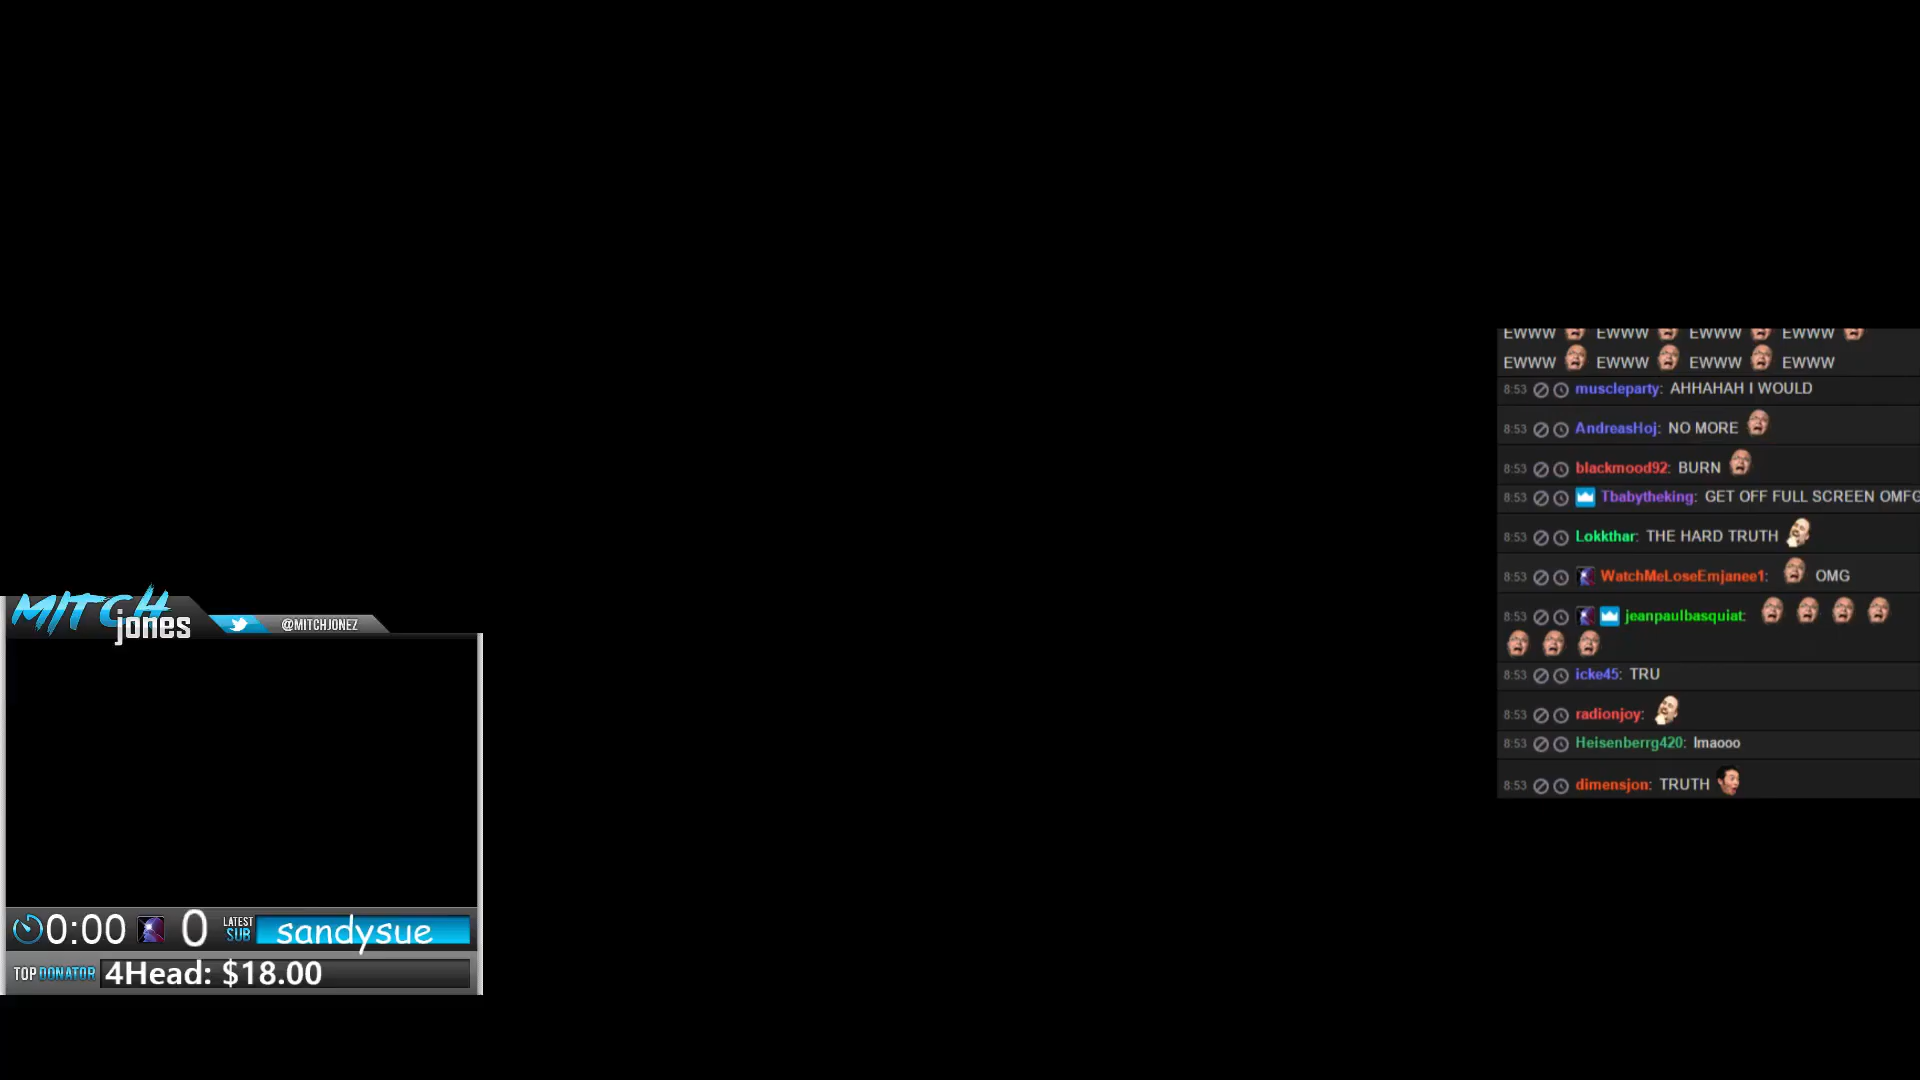 EWWW EWWW EWWW EWWW
EWWW EWWW EWWW EWWW
8:53 muscleparty: AHHAHAH I WOULD
8:53 AndreasHoj: NO MORE
8:53 blackmood92: BURN
8:53 Tbabytheking: GET OFF FULL SCREEN OMFG
8:53 Lokkthar: THE HARD TRUTH
8:53 WatchMeLoseEmjanee1: OMG
8:53 jeanpaulbasquiat:
8:53 icke45: TRU
8:53 radionjoy:
8:53 Heisenberrg420: lmaooo
8:53 dimensjon: TRUTH
MITCH
jones
@MITCHJONEZ
0:00 0 LATEST SUB sandysue
TOP DONATOR 4Head: $18.00